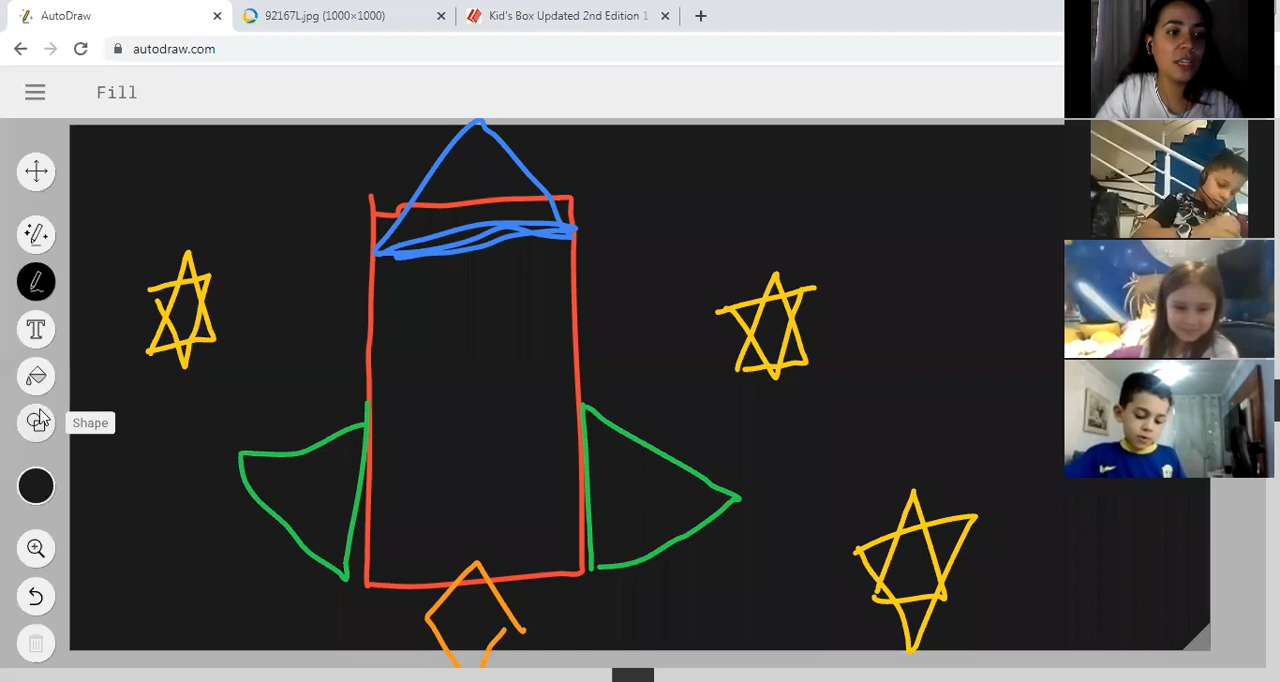 AutoDraw
92167L.jpg (1000×1000)
Kid's Box Updated 2nd Edition 1
autodraw.com
Fill
T
Shape